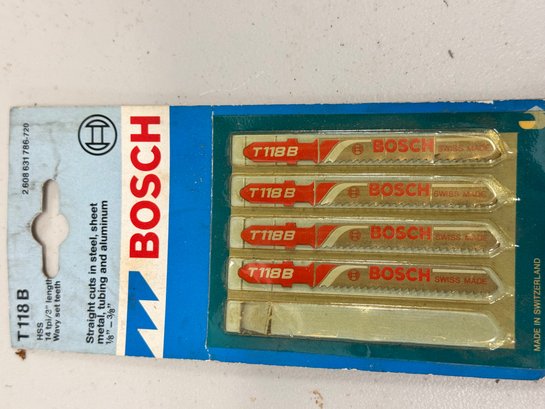 T 118 B
HSS
14 tpi/3" length
Wavy set teeth
2 608 631 786-720
BOSCH
Straight cuts in steel, sheet
metal, tubing and aluminum
1/8" – 3/8"
T118B BOSCH SWISS MADE
T118B BOSCH SWISS MADE
T118B BOSCH SWISS MADE
T118B BOSCH SWISS MADE
MADE IN SWITZERLAND